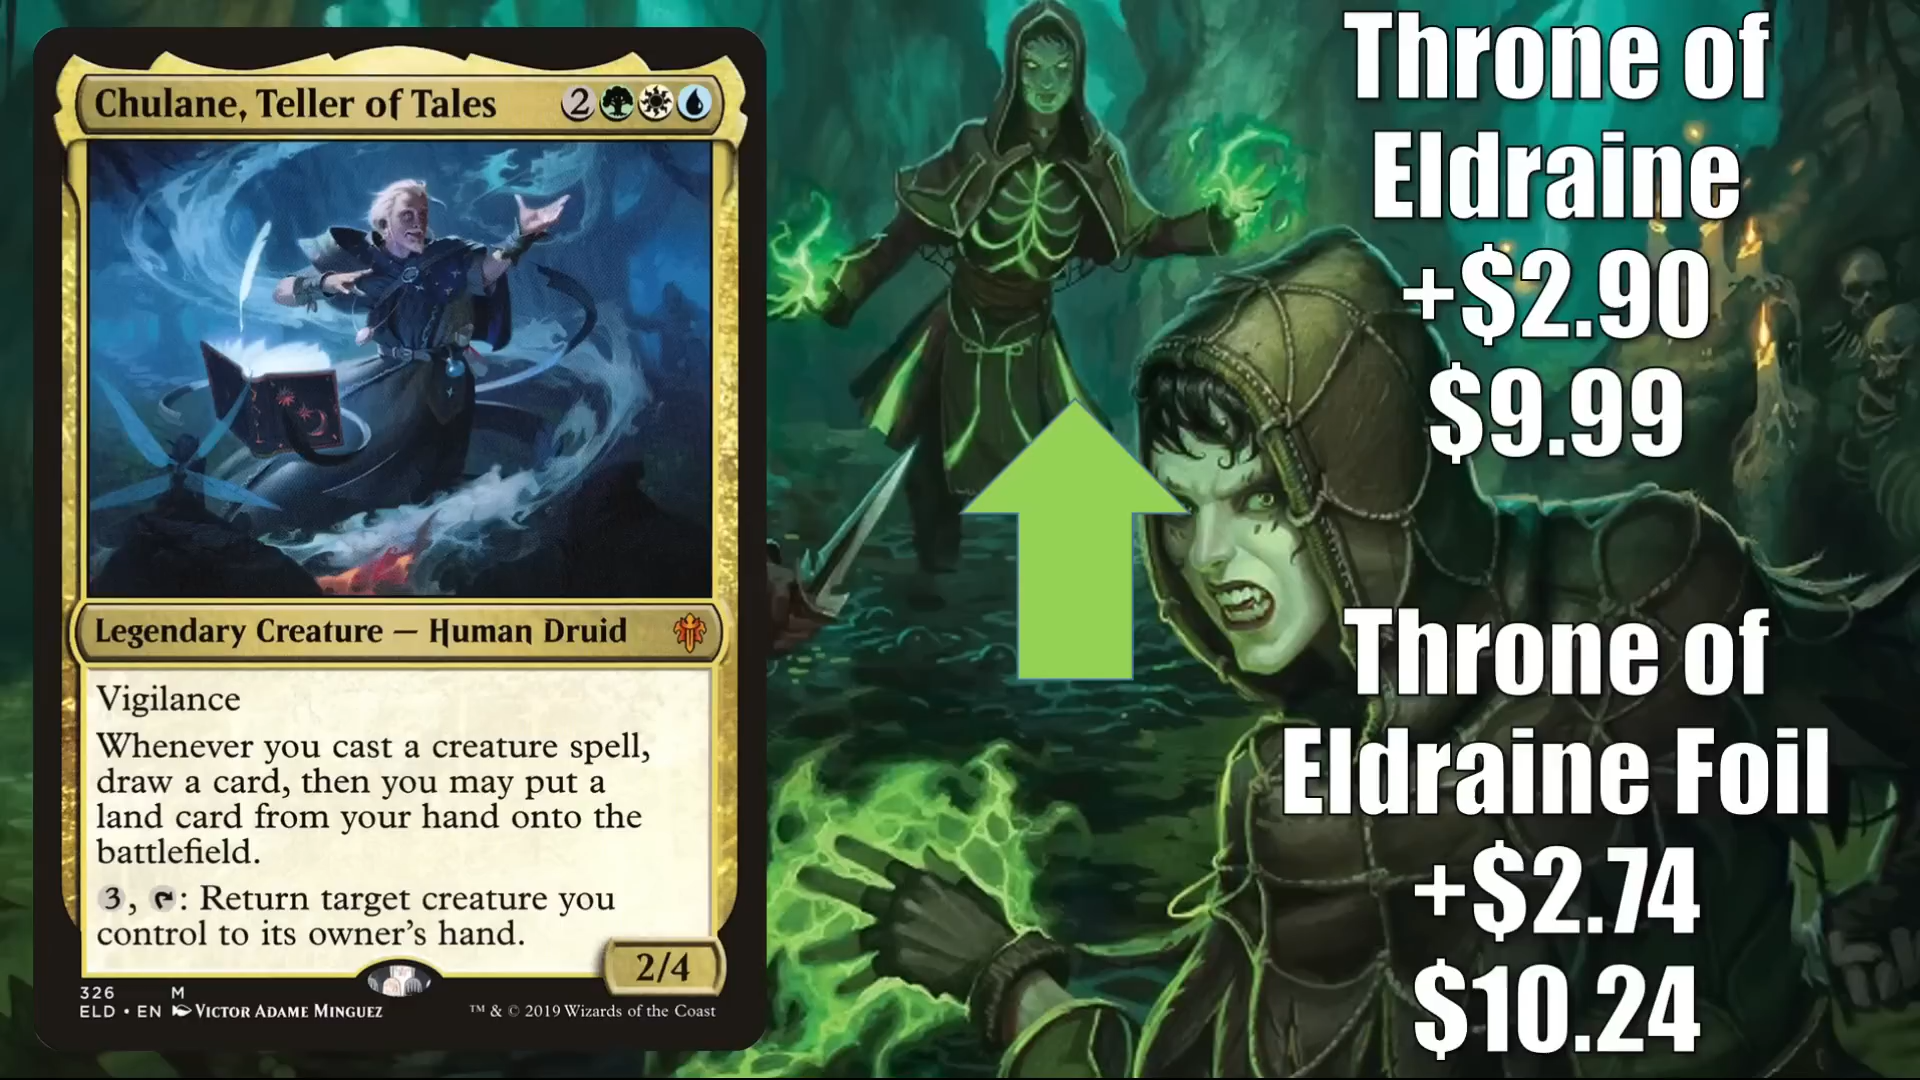 Chulane, Teller of Tales 2
Legendary Creature — Human Druid
Vigilance
Whenever you cast a creature spell,
draw a card, then you may put a
land card from your hand onto the
battlefield.
3, : Return target creature you
control to its owner's hand.
2/4
326 M
ELD • EN Victor Adame Minguez
™ & © 2019 Wizards of the Coast
Throne of
Eldraine
+$2.90
$9.99
Throne of
Eldraine Foil
+$2.74
$10.24